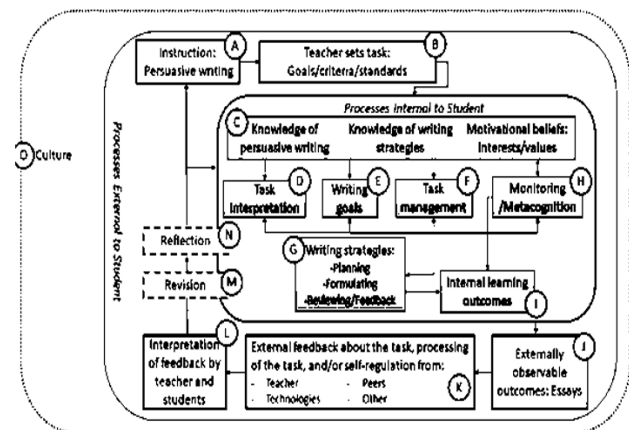 Instruction:
Persuasive writing
A
Teacher sets task:
Goals/criteria/standards
B
Processes Internal to Student
C
Knowledge of
persuasive writing
Knowledge of writing
strategies
Motivational beliefs:
Interests/values
O Culture
Processes External to Student
D
Task
Interpretation
E
Writing
goals
F
Task
management
H
Monitoring
/Metacognition
N
Reflection
G
Writing strategies:
-Planning
-Formulating
-Reviewing/Feedback
Internal learning
outcomes
I
M
Revision
L
Interpretation
of feedback by
teacher and
students
External feedback about the task, processing
of the task, and/or self-regulation from:
- Teacher - Peers
- Technologies - Other
K
J
Externally
observable
outcomes: Essays